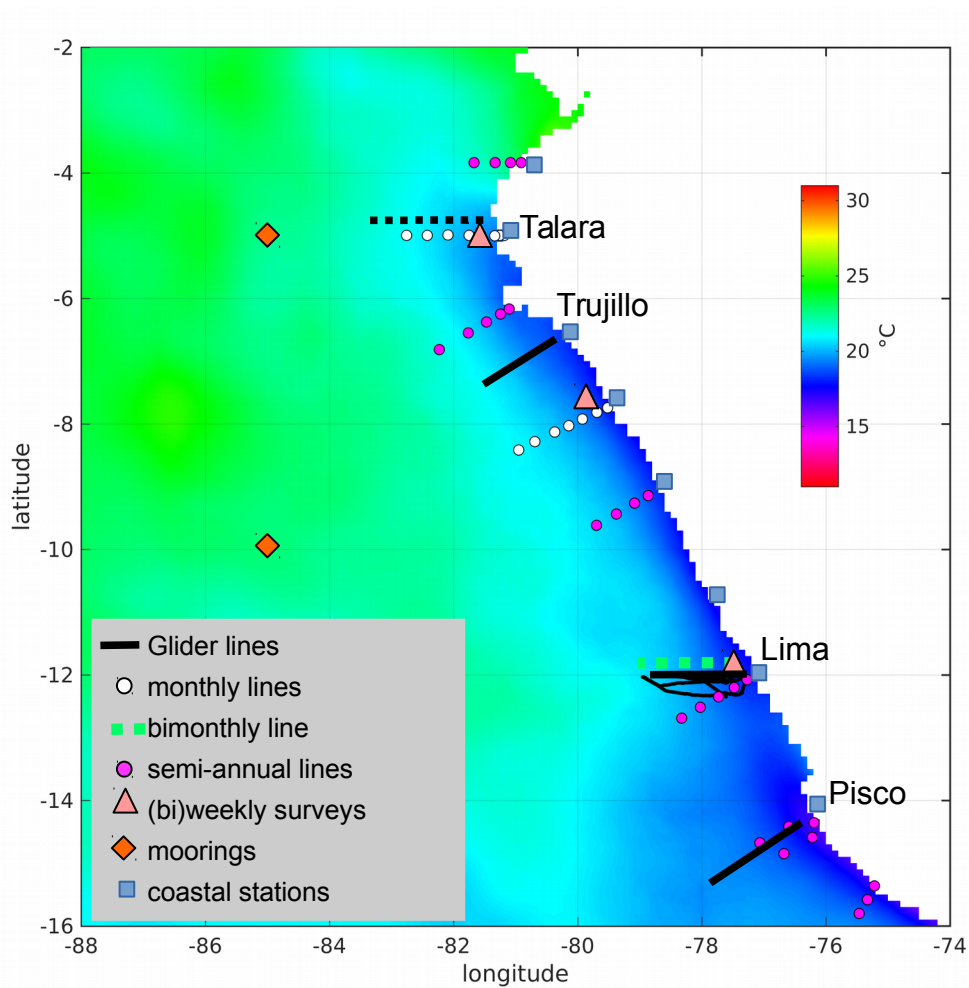 -2
-4
-6
-8
-10
-12
-14
-16
latitude
-88
-86
-84
-82
-80
-78
-76
-74
longitude
Talara
Trujillo
Lima
Pisco
30
25
20
15
°C
Glider lines
monthly lines
bimonthly line
semi-annual lines
(bi)weekly surveys
moorings
coastal stations